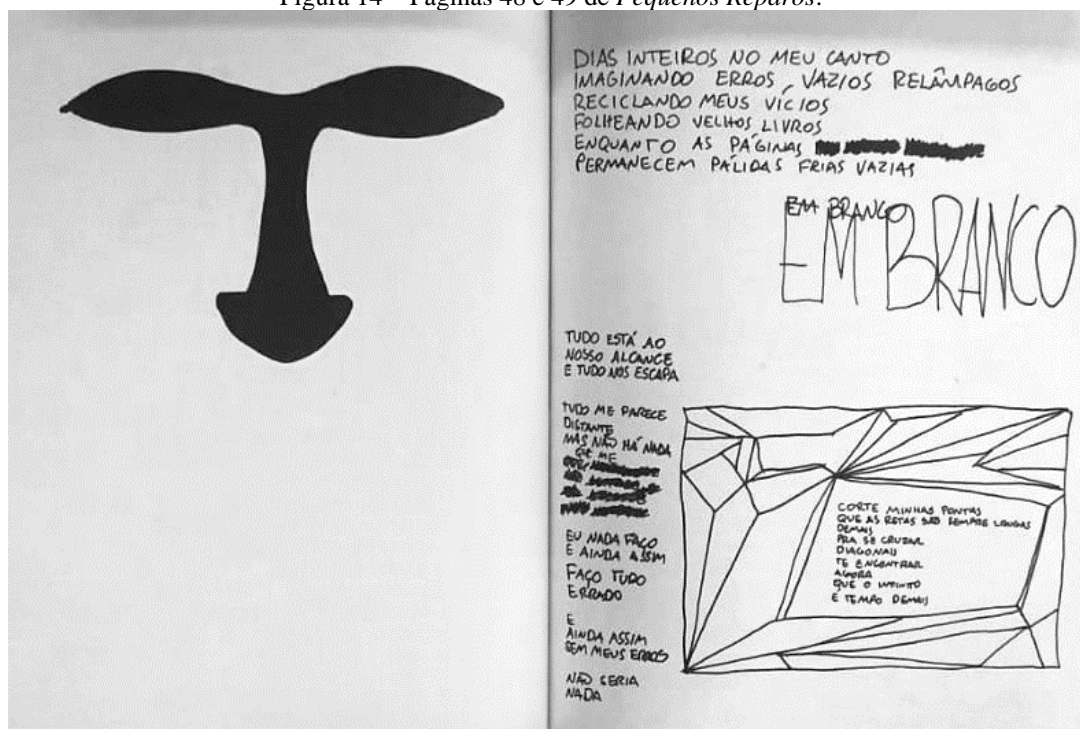 Figura 14 – Páginas 48 e 49 de Pequenos Reparos.
DIAS INTEIROS NO MEU CANTO
IMAGINANDO ERROS, VAZIOS RELÂMPAGOS
RECICLANDO MEUS VÍCIOS
FOLHEANDO VELHOS LIVROS
ENQUANTO AS PÁGINAS
PERMANECEM PÁLIDAS FRIAS VAZIAS
EM BRANCO
EM BRANCO
TUDO ESTÁ AO
NOSSO ALCANCE
E TUDO NOS ESCAPA
TUDO ME PARECE
DISTANTE
MAS NÃO HÁ NADA
QUE ME
EU NADA FAÇO
E AINDA ASSIM
FAÇO TUDO
ERRADO
E
AINDA ASSIM
SEM MEUS ERROS
NÃO SERIA
NADA
CORTE MINHAS PONTAS
QUE AS RETAS SÃO SEMPRE LONGAS
DEMAIS
PRA SE CRUZAR
DIAGONAIS
TE ENCONTRAR
AGORA
QUE O INFINITO
É TEMPO DEMAIS